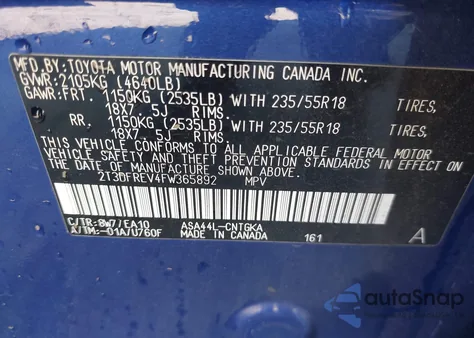 MFD.BY:TOYOTA MOTOR MANUFACTURING CANADA INC.
GVWR:2105KG (4640LB)
GAWR:FRT. 1150KG (2535LB) WITH 235/55R18 TIRES,
18X7.5J RIMS.
RR. 1150KG (2535LB) WITH 235/55R18 TIRES,
18X7.5J RIMS.
THIS VEHICLE CONFORMS TO ALL APPLICABLE FEDERAL MOTOR
VEHICLE SAFETY AND BUMPER STANDARDS IN EFFECT ON
THE DATE OF MANUFACTURE SHOWN ABOVE.
2T3DFREV4FW365892 MPV
C/TR:8W7/EA10 ASA44L-CNTGKA
A/TM:-01A/U760F MADE IN CANADA 161 A
autoSnap